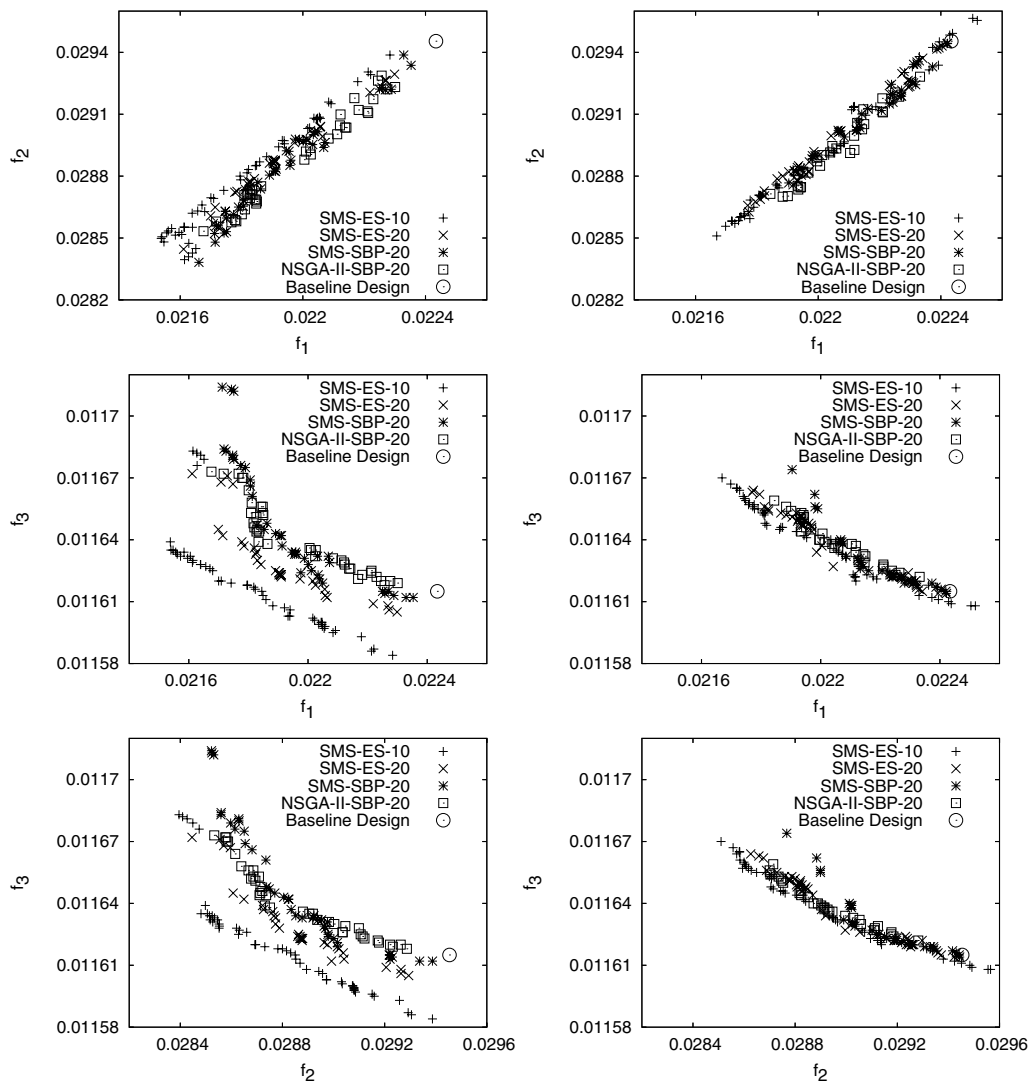 0.0294
0.0291
0.0288
0.0285
0.0282
f2
SMS-ES-10
SMS-ES-20
SMS-SBP-20
NSGA-II-SBP-20
Baseline Design
0.0216
0.022
0.0224
f1
0.0294
0.0291
0.0288
0.0285
0.0282
f2
SMS-ES-10
SMS-ES-20
SMS-SBP-20
NSGA-II-SBP-20
Baseline Design
0.0216
0.022
0.0224
f1
SMS-ES-10
SMS-ES-20
SMS-SBP-20
NSGA-II-SBP-20
Baseline Design
0.0117
0.01167
0.01164
0.01161
0.01158
f3
0.0216
0.022
0.0224
f1
SMS-ES-10
SMS-ES-20
SMS-SBP-20
NSGA-II-SBP-20
Baseline Design
0.0117
0.01167
0.01164
0.01161
0.01158
f3
0.0216
0.022
0.0224
f1
SMS-ES-10
SMS-ES-20
SMS-SBP-20
NSGA-II-SBP-20
Baseline Design
0.0117
0.01167
0.01164
0.01161
0.01158
f3
0.0284
0.0288
0.0292
0.0296
f2
SMS-ES-10
SMS-ES-20
SMS-SBP-20
NSGA-II-SBP-20
Baseline Design
0.0117
0.01167
0.01164
0.01161
0.01158
f3
0.0284
0.0288
0.0292
0.0296
f2